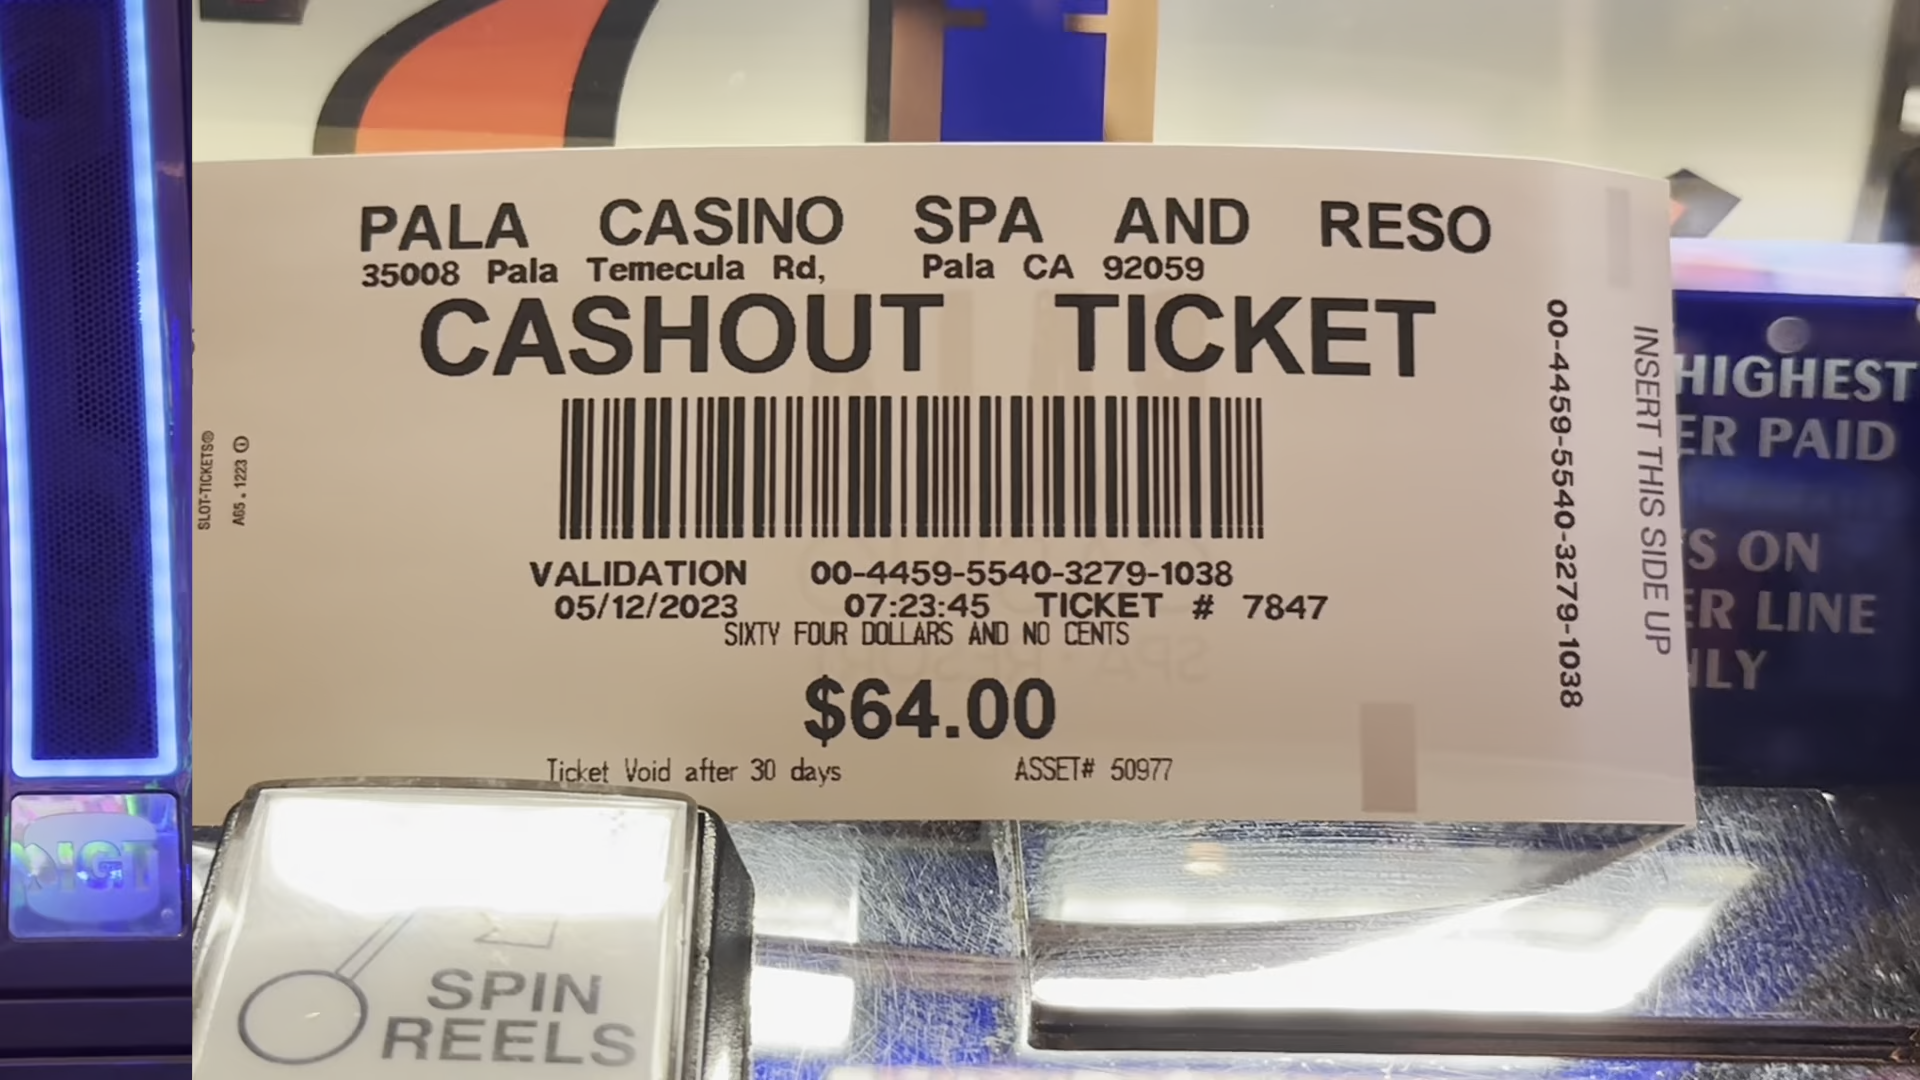 PALA CASINO SPA AND RESO
35008 Pala Temecula Rd, Pala CA 92059
CASHOUT TICKET
VALIDATION 00-4459-5540-3279-1038
05/12/2023 07:23:45 TICKET # 7847
SIXTY FOUR DOLLARS AND NO CENTS
$64.00
Ticket Void after 30 days ASSET# 50977
00-4459-5540-3279-1038
INSERT THIS SIDE UP
SLOT-TICKETS®
A65 . 1223
HIGHEST
ER PAID
S ON
ER LINE
LY
IGT
SPIN
REELS